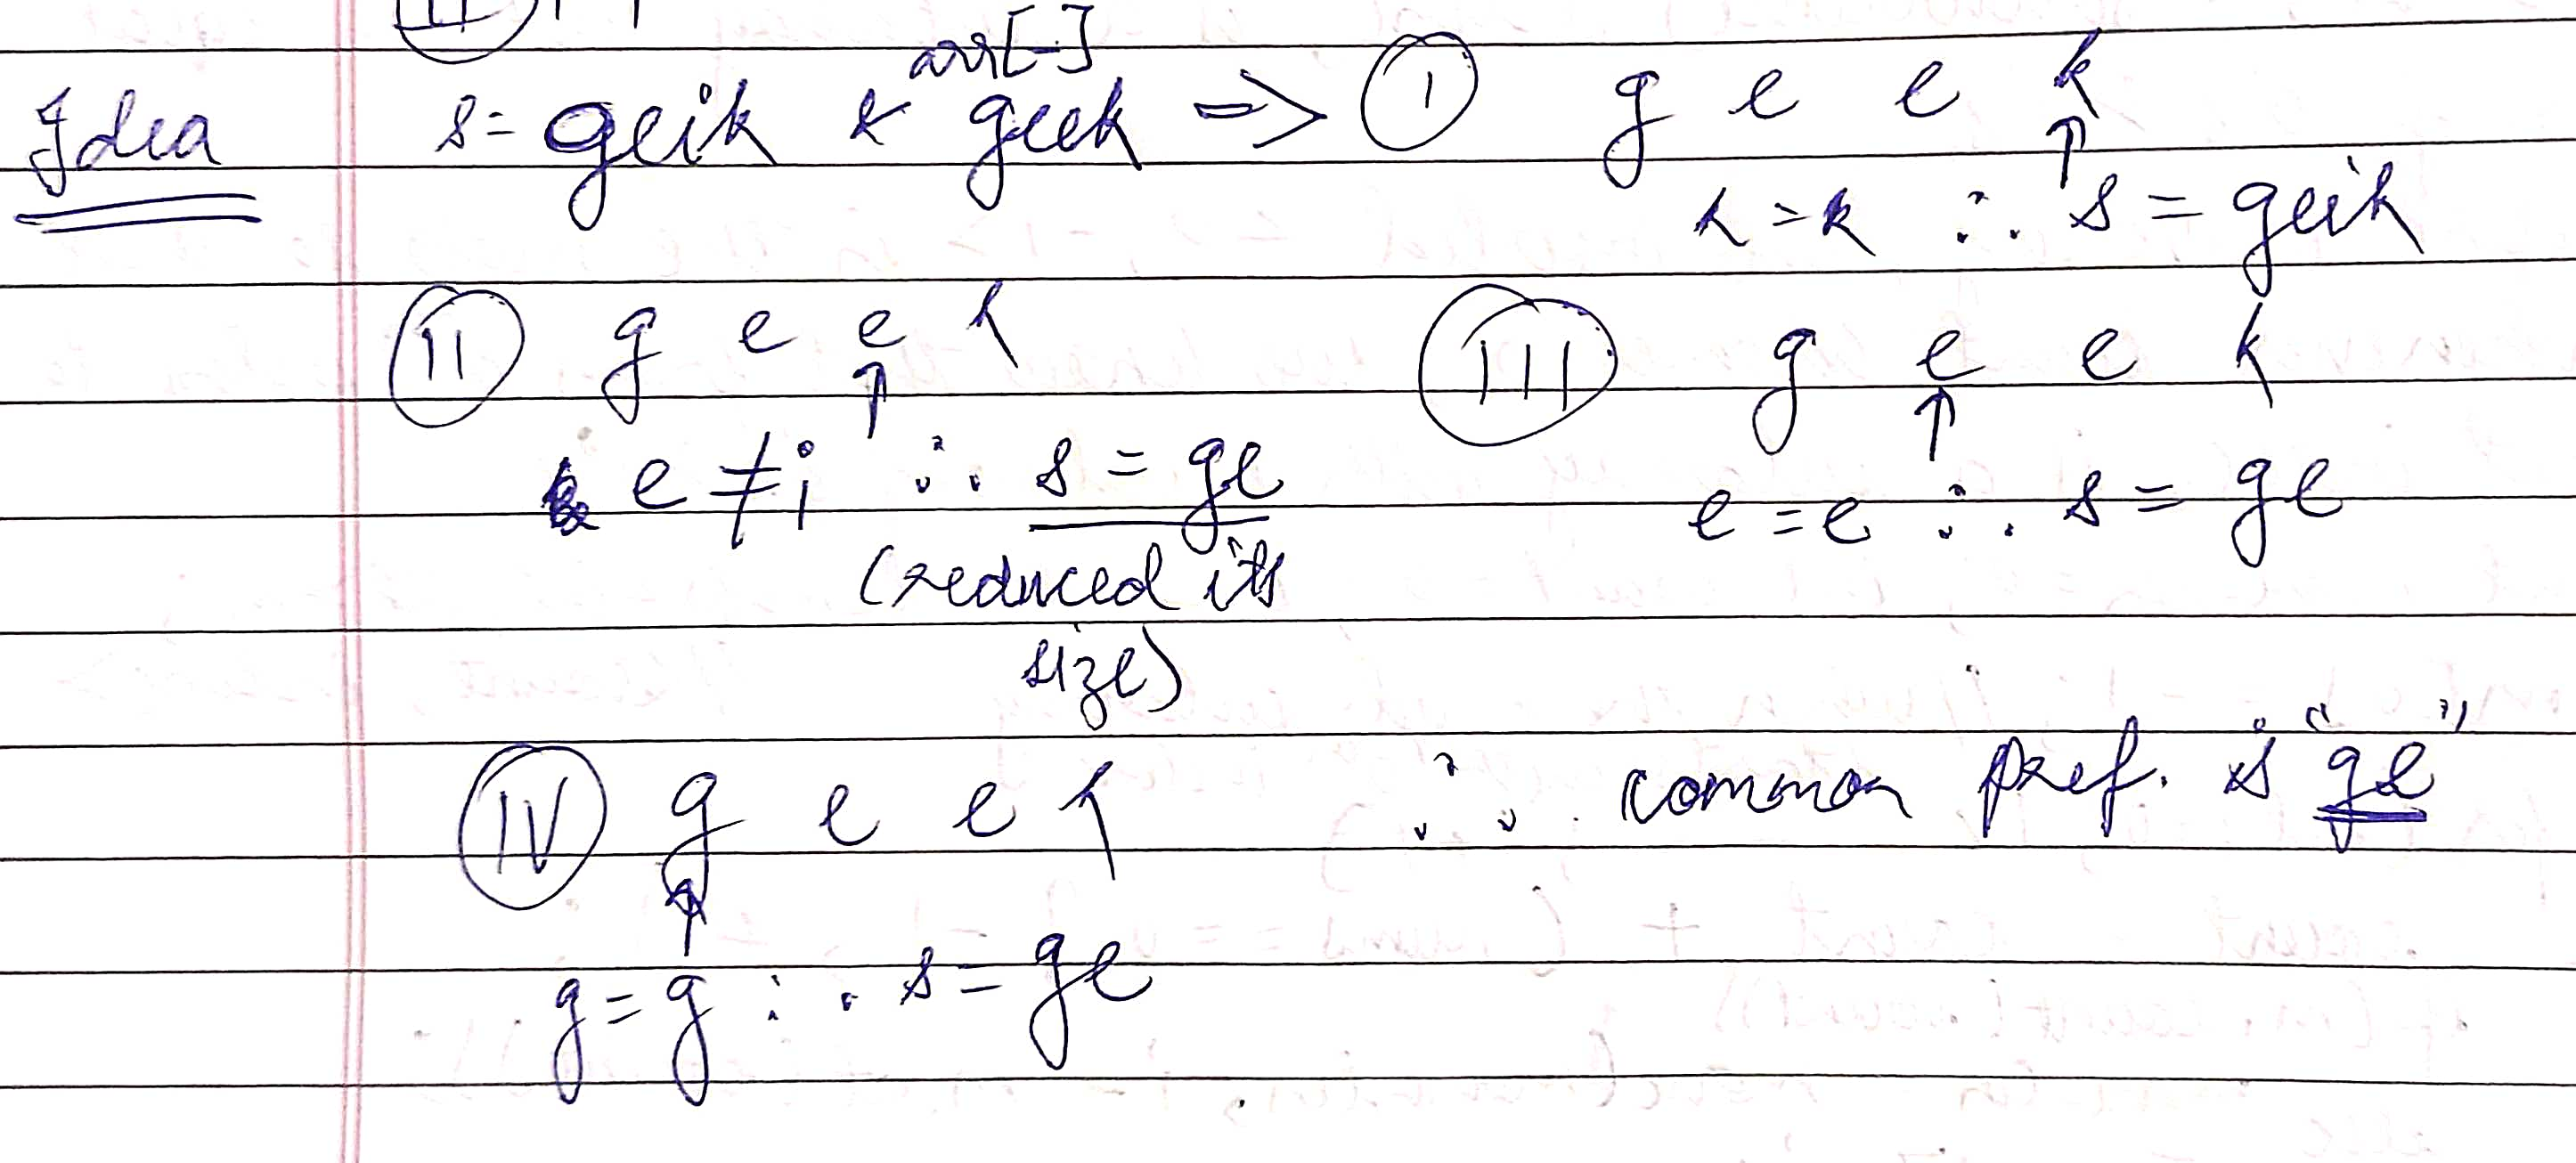 arr[-]
Idea s= geik & geek => I g e e k
↑
k = k ∴ s = geik
II g e e k
↑
e ≠ i ∴ s = ge
(reduced its
size)
III g e e k
↑
e = e ∴ s = ge
IV g e e k ∴ common pref. is "ge"
↑
g = g ∴ s = ge